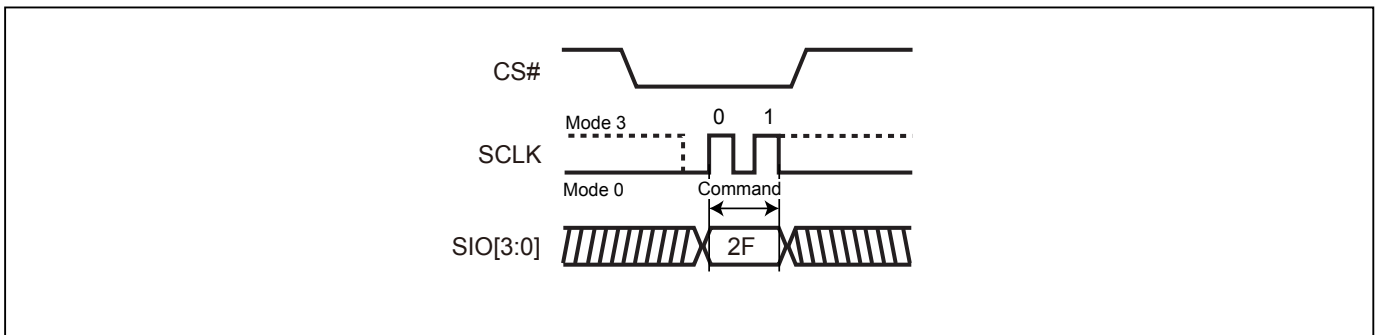 CS#
Mode 3
0 1
SCLK
Mode 0
Command
SIO[3:0]
2F